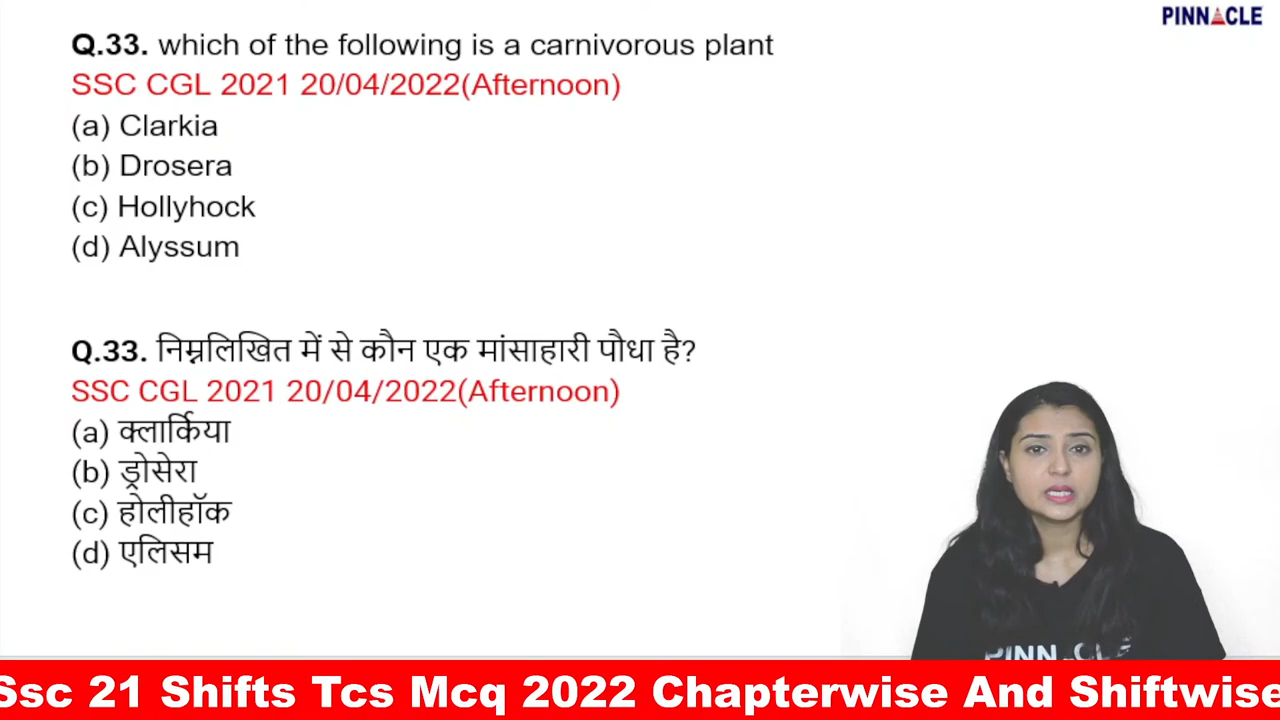 PINNACLE
Q.33. which of the following is a carnivorous plant
SSC CGL 2021 20/04/2022(Afternoon)
(a) Clarkia
(b) Drosera
(c) Hollyhock
(d) Alyssum
Q.33. निम्नलिखित में से कौन एक मांसाहारी पौधा है?
SSC CGL 2021 20/04/2022(Afternoon)
(a) क्लार्किया
(b) ड्रोसेरा
(c) होलीहॉक
(d) एलिसम
PINNACLE
Ssc 21 Shifts Tcs Mcq 2022 Chapterwise And Shiftwise